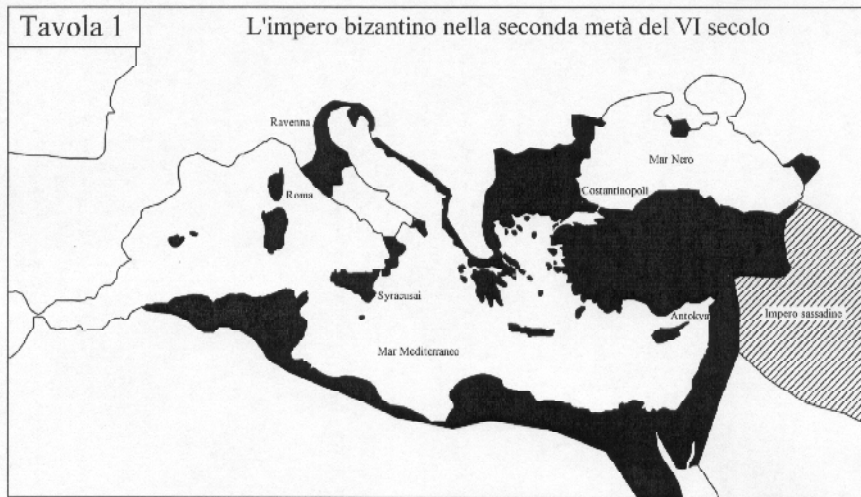 Tavola 1
L'impero bizantino nella seconda metà del VI secolo
Ravenna
Mar Nero
Roma
Costantinopoli
Syracusai
Antokya
Impero sassadine
Mar Mediterraneo